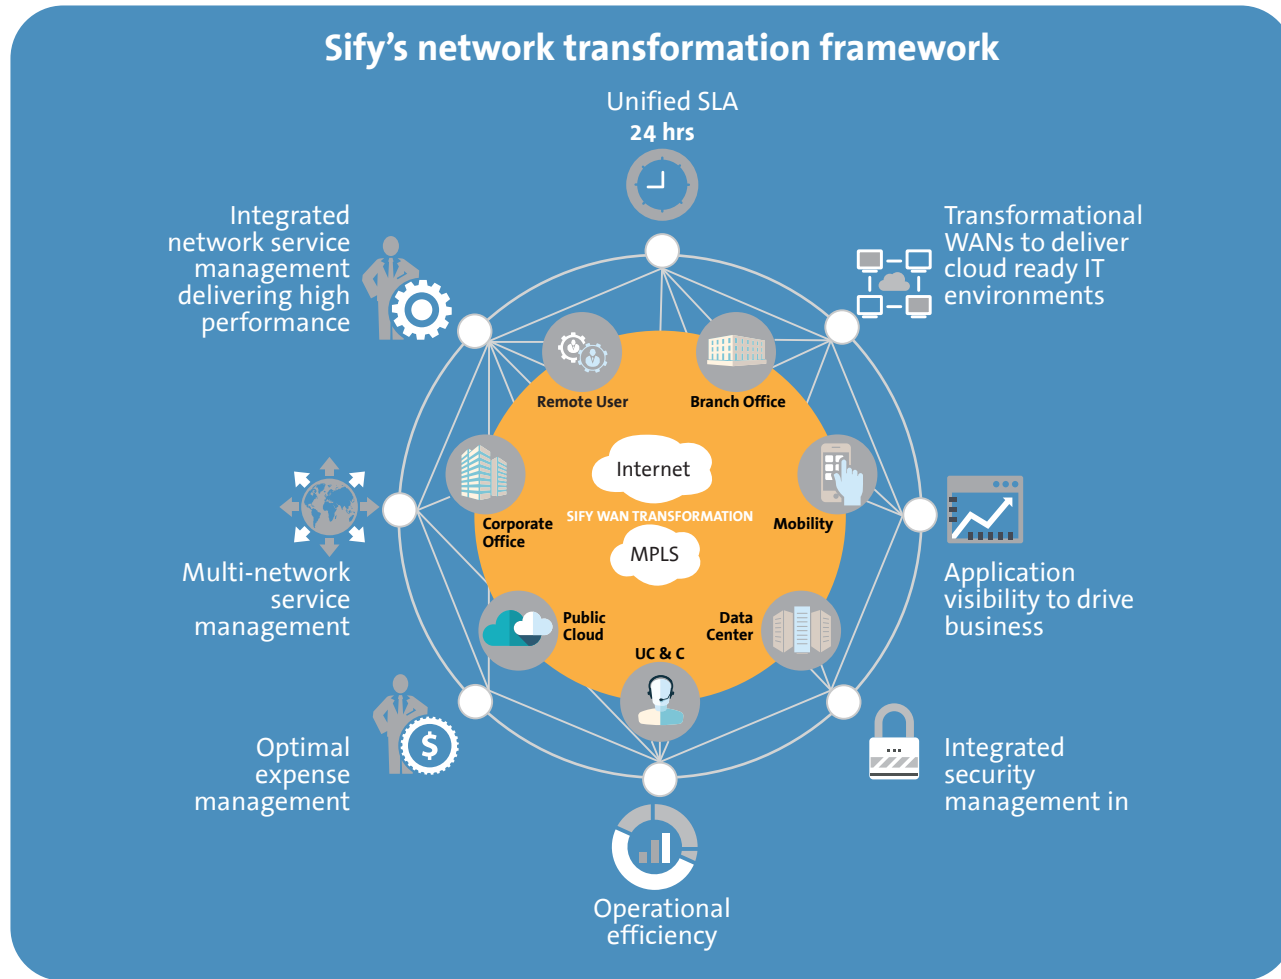 Sify's network transformation framework
Unified SLA
24 hrs
Integrated
network service
management
delivering high
performance
Transformational
WANs to deliver
cloud ready IT
environments
Remote User
Branch Office
Internet
Corporate
Office
SIFY WAN TRANSFORMATION
Mobility
MPLS
Multi-network
service
management
Application
visibility to drive
business
Public
Cloud
Data
Center
UC & C
Optimal
expense
management
$
Integrated
security
management in
Operational
efficiency